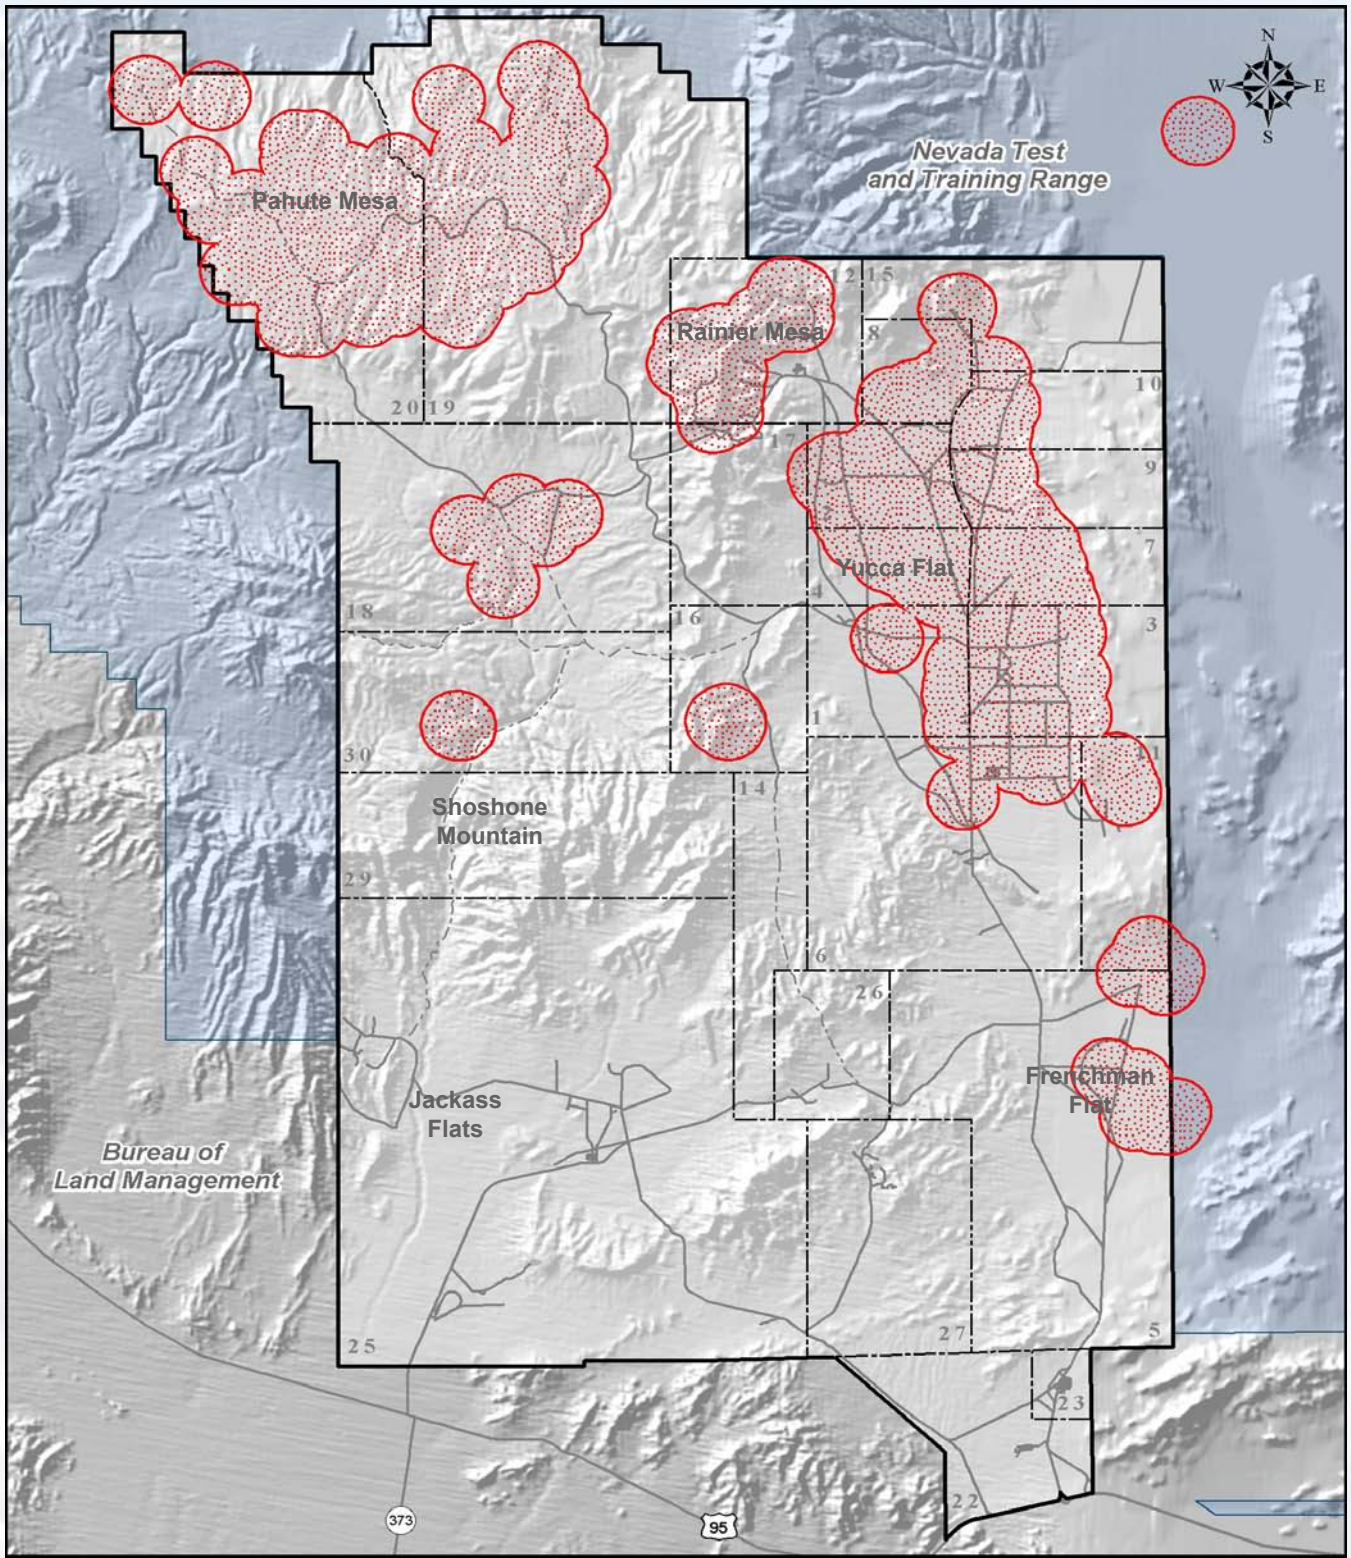 N
W
E
S
Nevada Test
and Training Range
Pahute Mesa
12
15
Rainier Mesa
8
10
20
19
17
9
2
7
Yucca Flat
4
18
16
3
1
30
11
14
Shoshone
Mountain
29
6
26
Frenchman
Flat
Jackass
Flats
Bureau of
Land Management
25
27
5
23
22
373
95